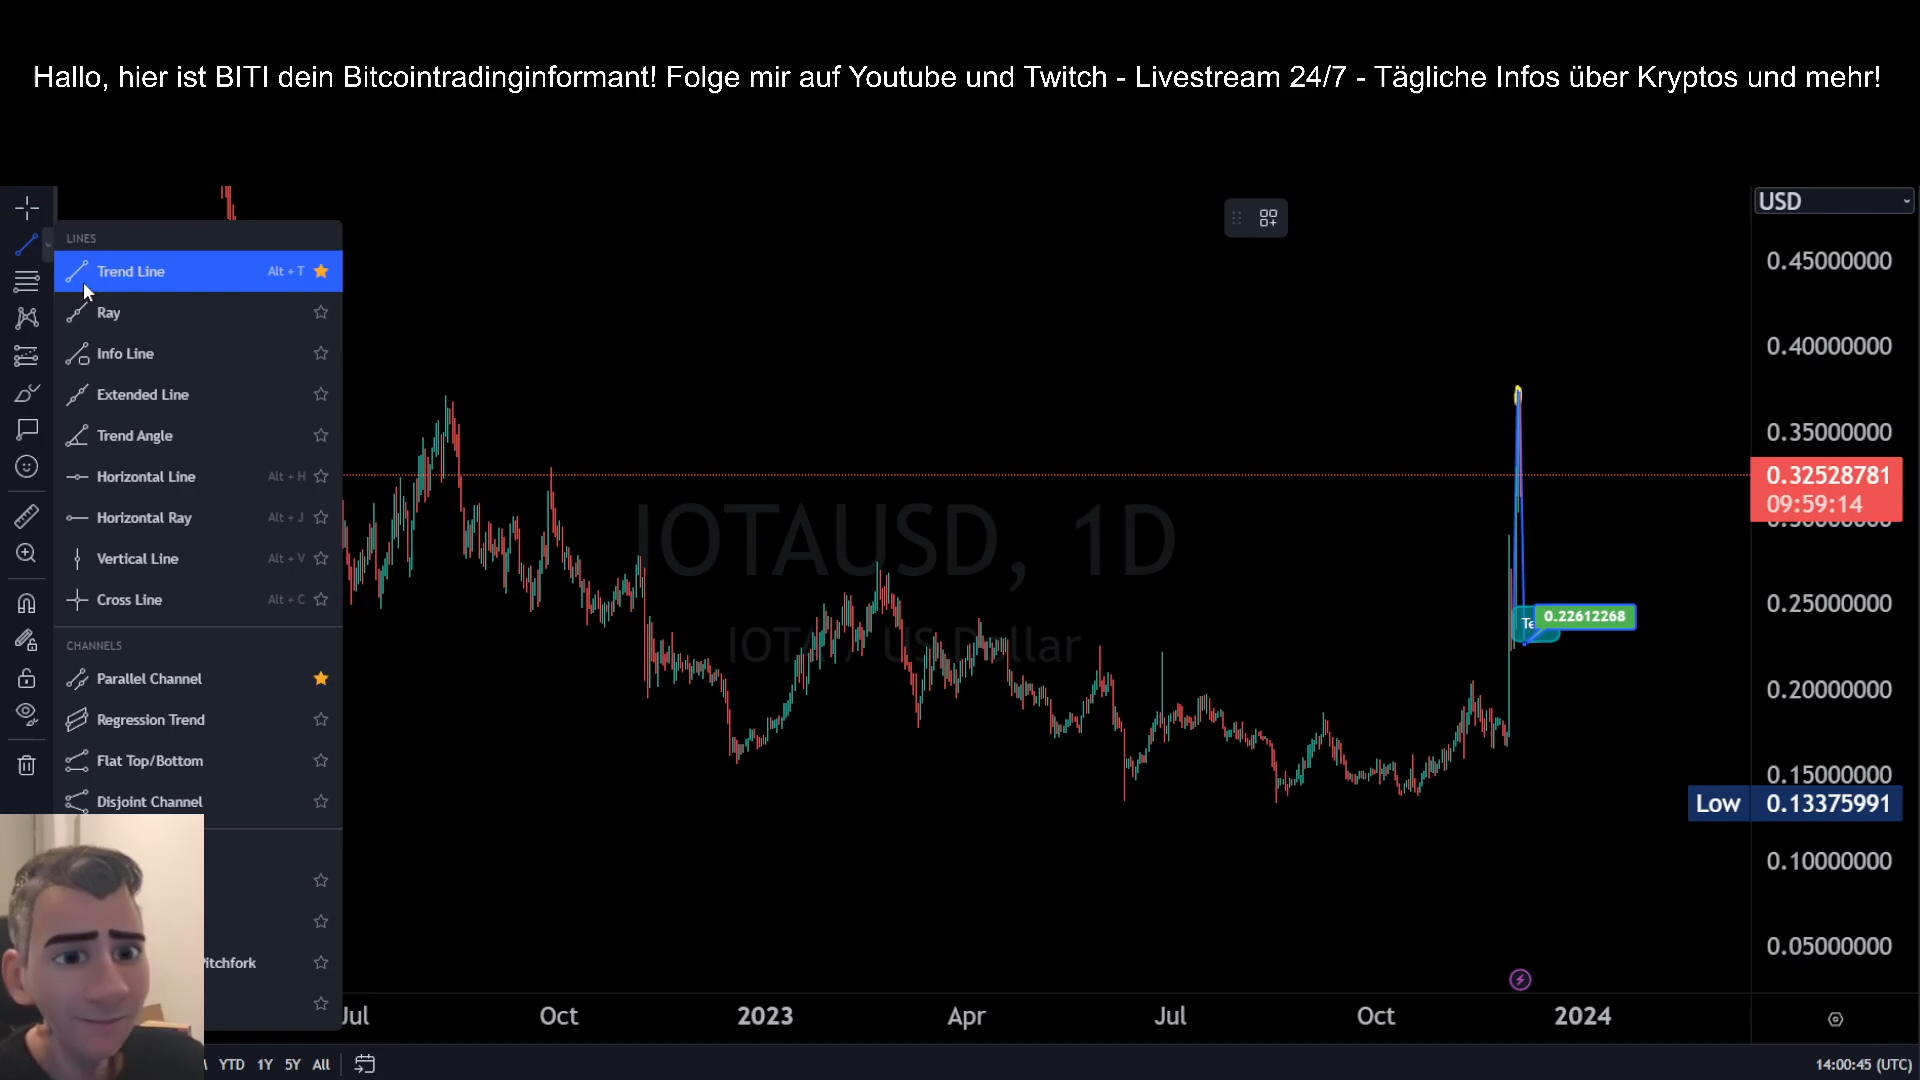 Hallo, hier ist BITI dein Bitcointradinginformant! Folge mir auf Youtube und Twitch - Livestream 24/7 - Tägliche Infos über Kryptos und mehr!
USD
LINES
Trend Line Alt + T
Ray
Info Line
Extended Line
Trend Angle
Horizontal Line Alt + H
Horizontal Ray Alt + J
Vertical Line Alt + V
Cross Line Alt + C
CHANNELS
Parallel Channel
Regression Trend
Flat Top/Bottom
Disjoint Channel
IOTAUSD, 1D
IOTA / US Dollar
0.22612268
0.45000000
0.40000000
0.35000000
0.32528781
09:59:14
0.25000000
0.20000000
0.15000000
Low 0.13375991
0.10000000
0.05000000
Jul Oct 2023 Apr Jul Oct 2024
YTD 1Y 5Y All
14:00:45 (UTC)